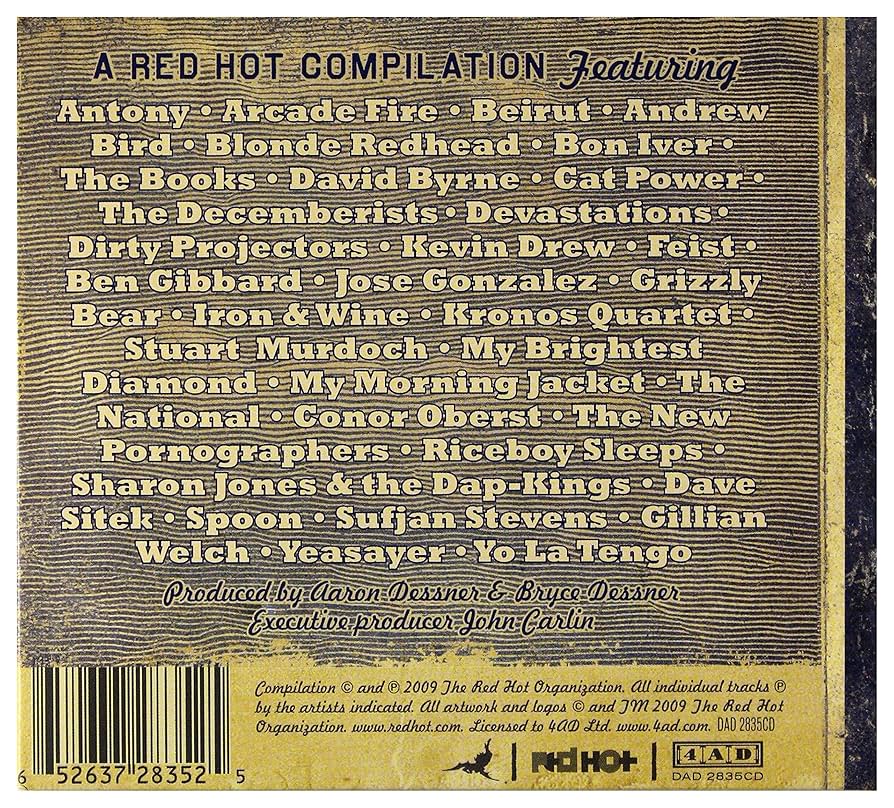 A RED HOT COMPILATION Featuring
Antony • Arcade Fire • Beirut • Andrew
Bird • Blonde Redhead • Bon Iver •
The Books • David Byrne • Cat Power •
The Decemberists • Devastations •
Dirty Projectors • Kevin Drew • Feist •
Ben Gibbard • Jose Gonzalez • Grizzly
Bear • Iron & Wine • Kronos Quartet •
Stuart Murdoch • My Brightest
Diamond • My Morning Jacket • The
National • Conor Oberst • The New
Pornographers • Riceboy Sleeps •
Sharon Jones & the Dap-Kings • Dave
Sitek • Spoon • Sufjan Stevens • Gillian
Welch • Yeasayer • Yo La Tengo
Produced by Aaron Dessner & Bryce Dessner
Executive producer John Carlin
Compilation © and ℗ 2009 The Red Hot Organization. All individual tracks ℗
by the artists indicated. All artwork and logos © and TM 2009 The Red Hot
Organization. www.redhot.com. Licensed to 4AD Ltd. www.4ad.com. DAD 2835CD
6 52637 28352 5
Red Hot
4AD
DAD 2835CD